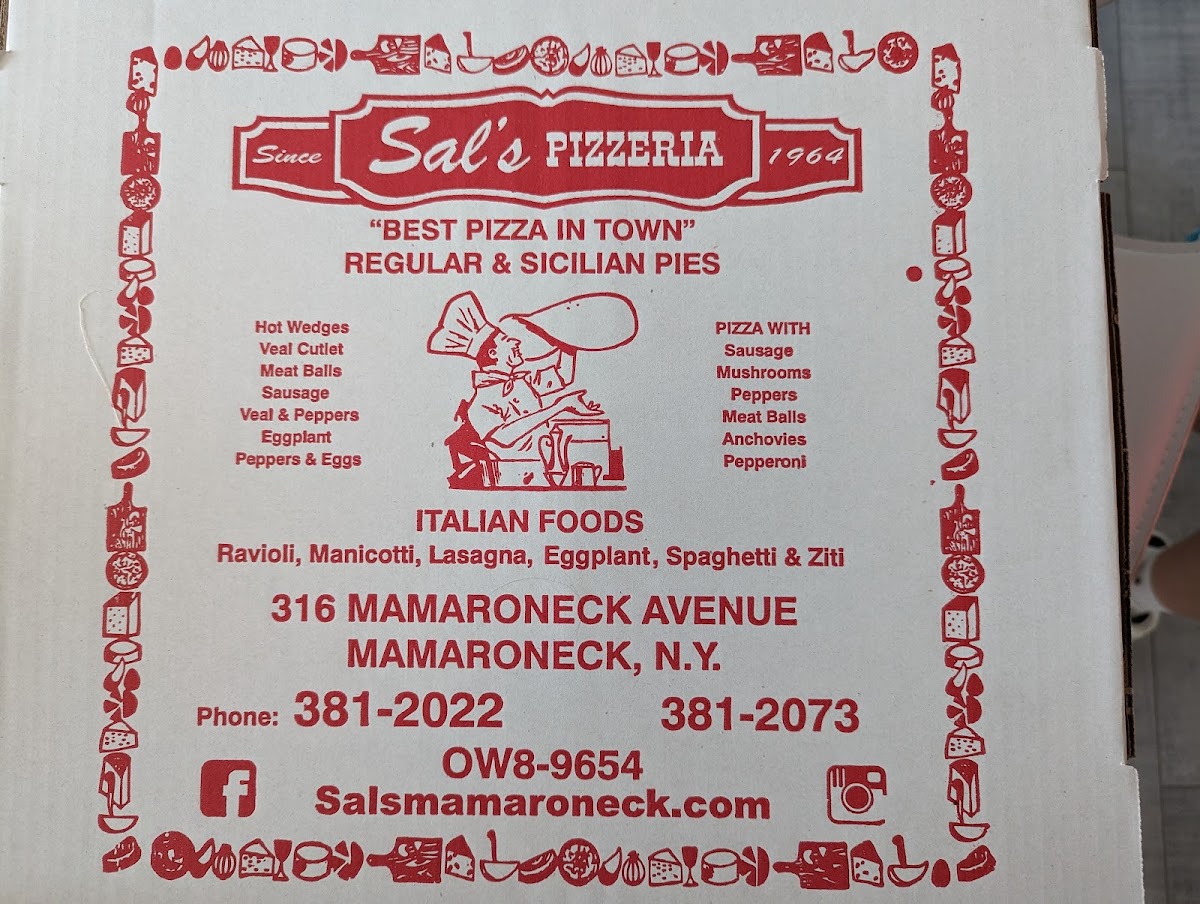 Since Sal's PIZZERIA 1964
“BEST PIZZA IN TOWN”
REGULAR & SICILIAN PIES
Hot Wedges
Veal Cutlet
Meat Balls
Sausage
Veal & Peppers
Eggplant
Peppers & Eggs
PIZZA WITH
Sausage
Mushrooms
Peppers
Meat Balls
Anchovies
Pepperoni
ITALIAN FOODS
Ravioli, Manicotti, Lasagna, Eggplant, Spaghetti & Ziti
316 MAMARONECK AVENUE
MAMARONECK, N.Y.
Phone: 381-2022 381-2073
OW8-9654
Salsmamaroneck.com